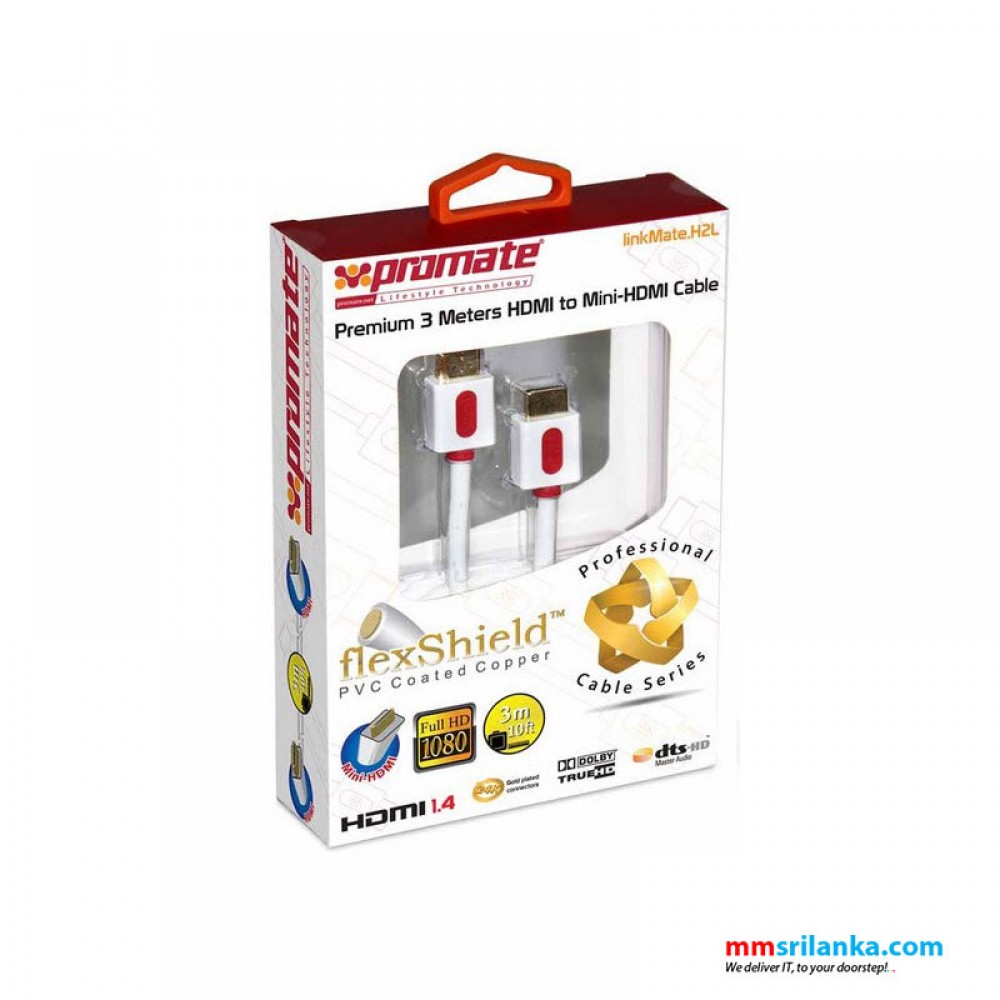 linkMate.H2L
promate®
promate.net Lifestyle Technology
Premium 3 Meters HDMI to Mini-HDMI Cable
promate
Lifestyle Technology
Professional
Cable Series
flexShield™
PVC Coated Copper
Mini-HDMI
Full HD
1080
3m
10ft
HDMI 1.4
Gold plated
connectors
DOLBY
TRUEHD
dts-HD
Master Audio
mmsrilanka.com
We deliver IT, to your doorstep!